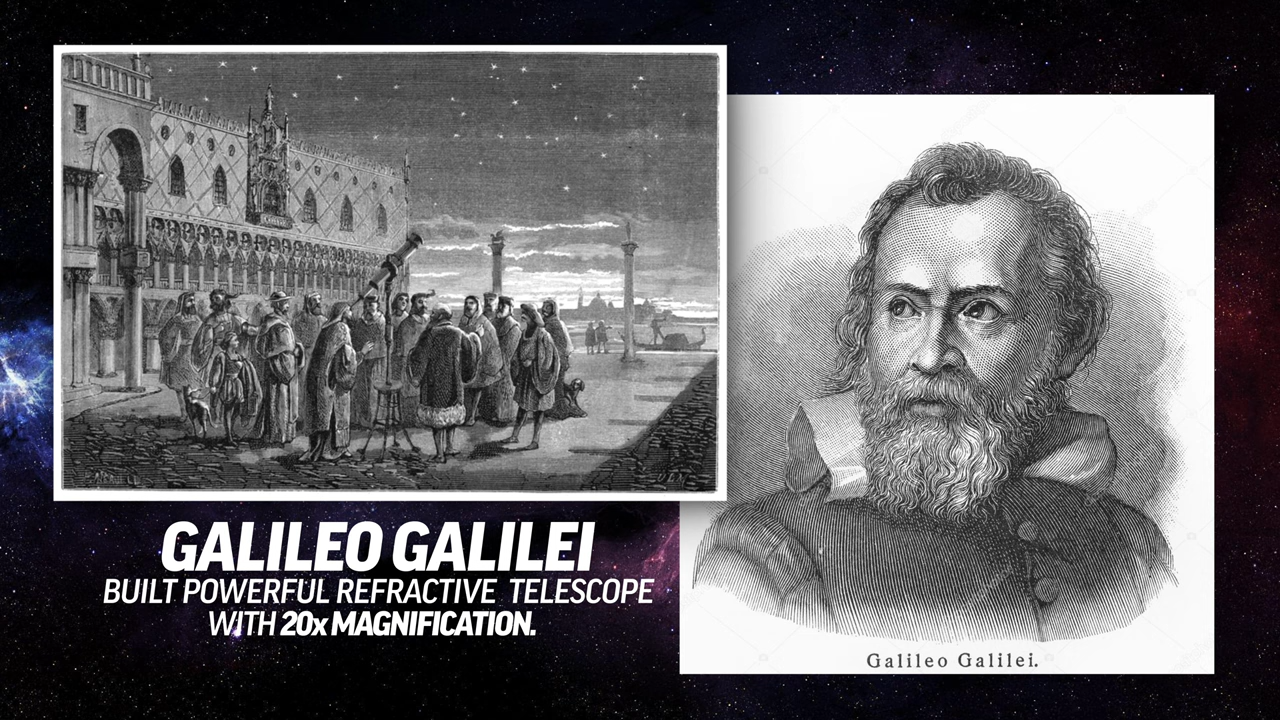 GALILEO GALILEI
BUILT POWERFUL REFRACTIVE TELESCOPE
WITH 20x MAGNIFICATION.
Galileo Galilei.